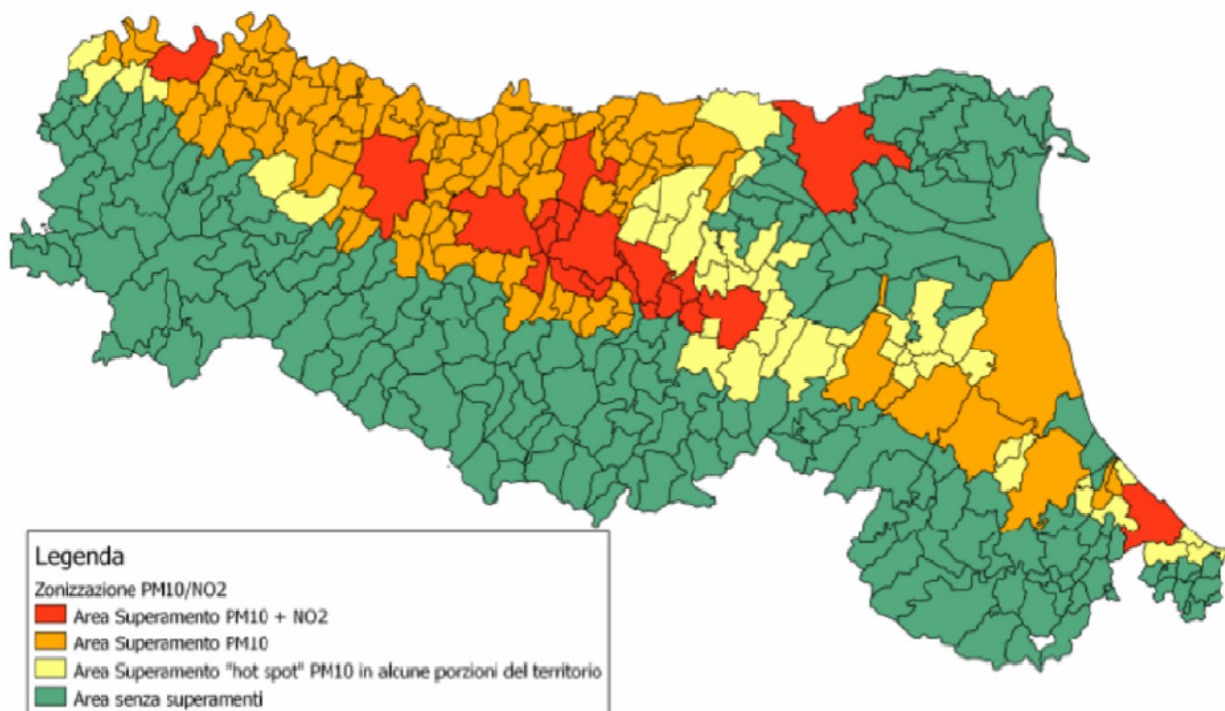 Legenda
Zonizzazione PM10/NO2
Area Superamento PM10 + NO2
Area Superamento PM10
Area Superamento "hot spot" PM10 in alcune porzioni del territorio
Area senza superamenti